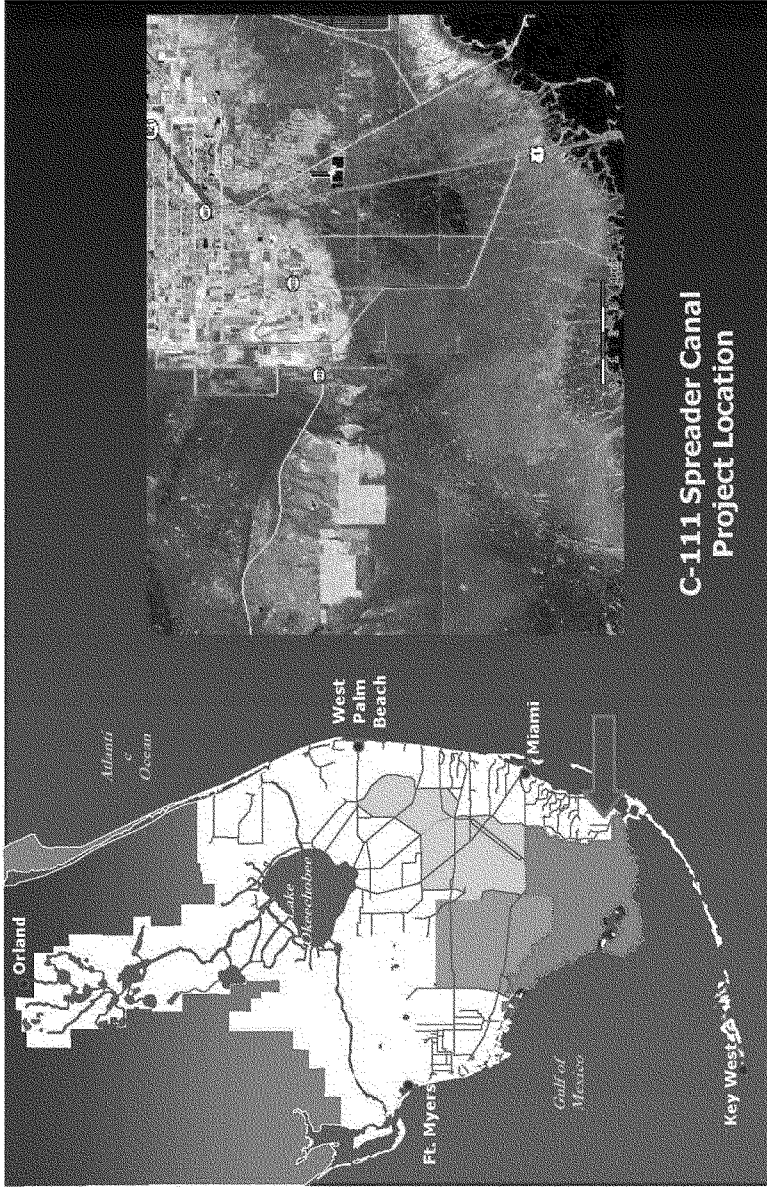 Orland
Atlanti
c
Ocean
Lake
Okeechobee
West
Palm
Beach
Ft. Myers
Miami
Gulf of
Mexico
Key West
1
C-111 Spreader Canal
Project Location